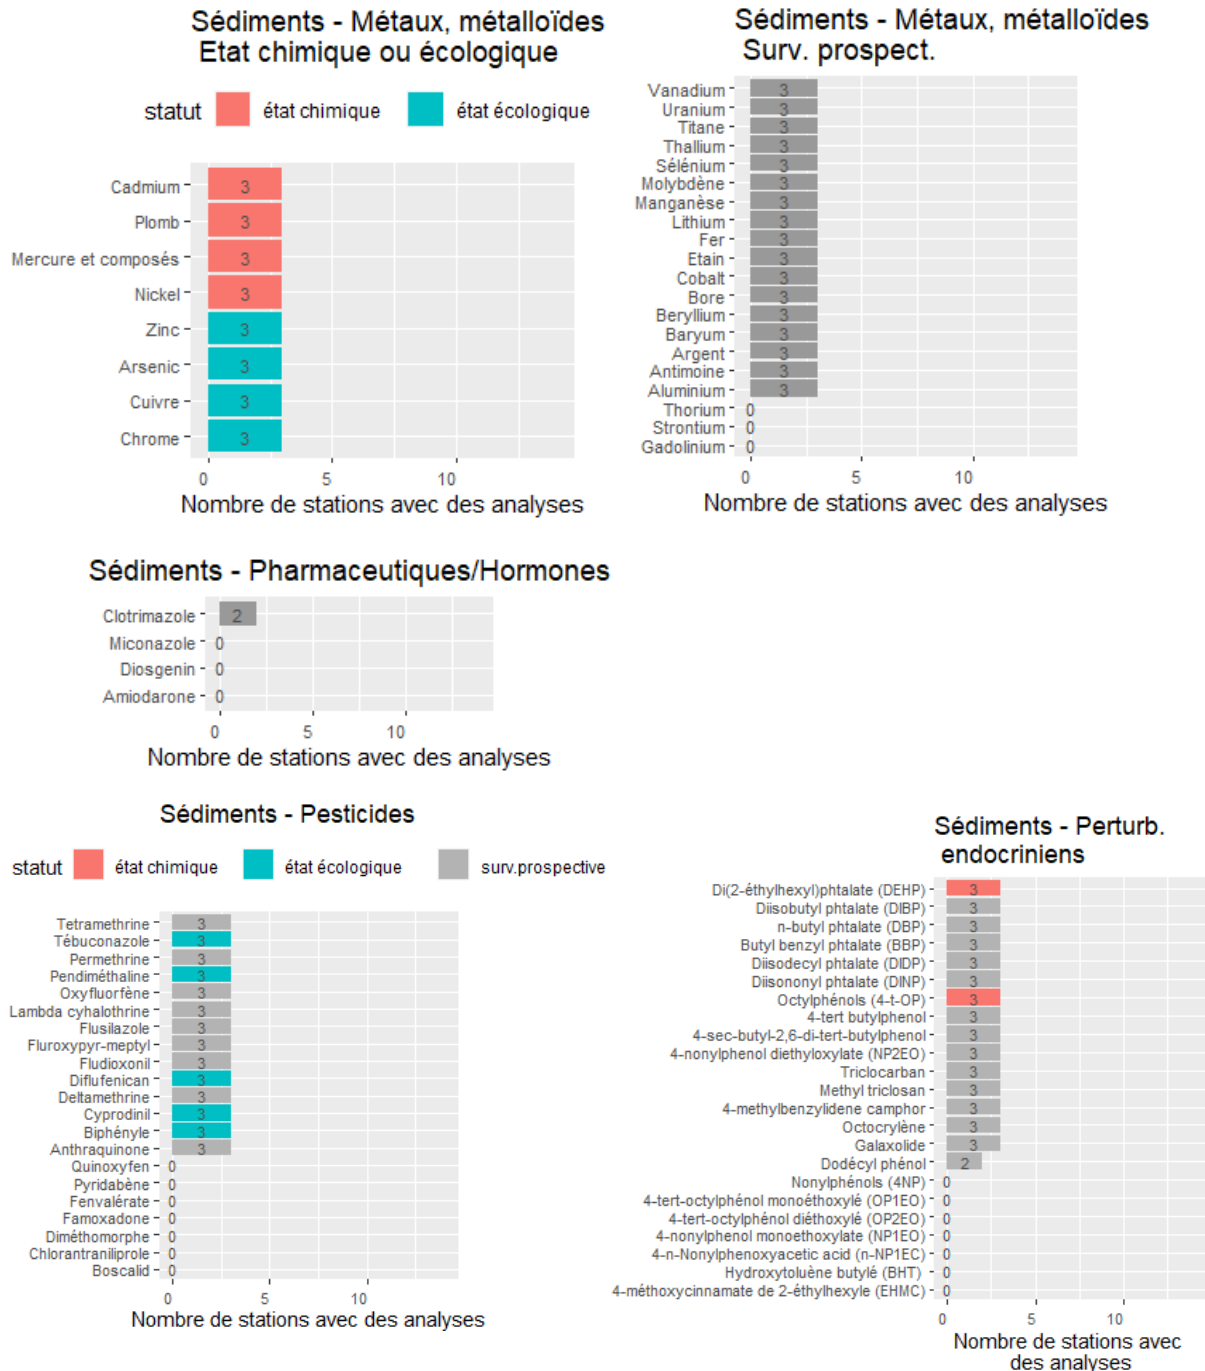 Sédiments - Métaux, métalloïdes
Etat chimique ou écologique
statut état chimique état écologique
Cadmium 3
Plomb 3
Mercure et composés 3
Nickel 3
Zinc 3
Arsenic 3
Cuivre 3
Chrome 3
0 5 10
Nombre de stations avec des analyses
Sédiments - Métaux, métalloïdes
Surv. prospect.
Vanadium 3
Uranium 3
Titane 3
Thallium 3
Sélénium 3
Molybdène 3
Manganèse 3
Lithium 3
Fer 3
Etain 3
Cobalt 3
Bore 3
Beryllium 3
Baryum 3
Argent 3
Antimoine 3
Aluminium 3
Thorium 0
Strontium 0
Gadolinium 0
0 5 10
Nombre de stations avec des analyses
Sédiments - Pharmaceutiques/Hormones
Clotrimazole 2
Miconazole 0
Diosgenin 0
Amiodarone 0
0 5 10
Nombre de stations avec des analyses
Sédiments - Pesticides
statut état chimique état écologique surv.prospective
Tetramethrine 3
Tébuconazole 3
Permethrine 3
Pendiméthaline 3
Oxyfluorfène 3
Lambda cyhalothrine 3
Flusilazole 3
Fluroxypyr-meptyl 3
Fludioxonil 3
Diflufenican 3
Deltamethrine 3
Cyprodinil 3
Biphényle 3
Anthraquinone 3
Quinoxyfen 0
Pyridabène 0
Fenvalérate 0
Famoxadone 0
Diméthomorphe 0
Chlorantraniliprole 0
Boscalid 0
0 5 10
Nombre de stations avec des analyses
Sédiments - Perturb.
endocriniens
Di(2-éthylhexyl)phtalate (DEHP) 3
Diisobutyl phtalate (DIBP) 3
n-butyl phtalate (DBP) 3
Butyl benzyl phtalate (BBP) 3
Diisodecyl phtalate (DIDP) 3
Diisononyl phtalate (DINP) 3
Octylphénols (4-t-OP) 3
4-tert butylphenol 3
4-sec-butyl-2,6-di-tert-butylphenol 3
4-nonylphenol diethyloxylate (NP2EO) 3
Triclocarban 3
Methyl triclosan 3
4-methylbenzylidene camphor 3
Octocrylène 3
Galaxolide 3
Dodécyl phénol 2
Nonylphénols (4NP) 0
4-tert-octylphénol monoéthoxylé (OP1EO) 0
4-tert-octylphénol diéthoxylé (OP2EO) 0
4-nonylphenol monoethoxylate (NP1EO) 0
4-n-Nonylphenoxyacetic acid (n-NP1EC) 0
Hydroxytoluène butylé (BHT) 0
4-méthoxycinnamate de 2-éthylhexyle (EHMC) 0
0 5 10
Nombre de stations avec
des analyses